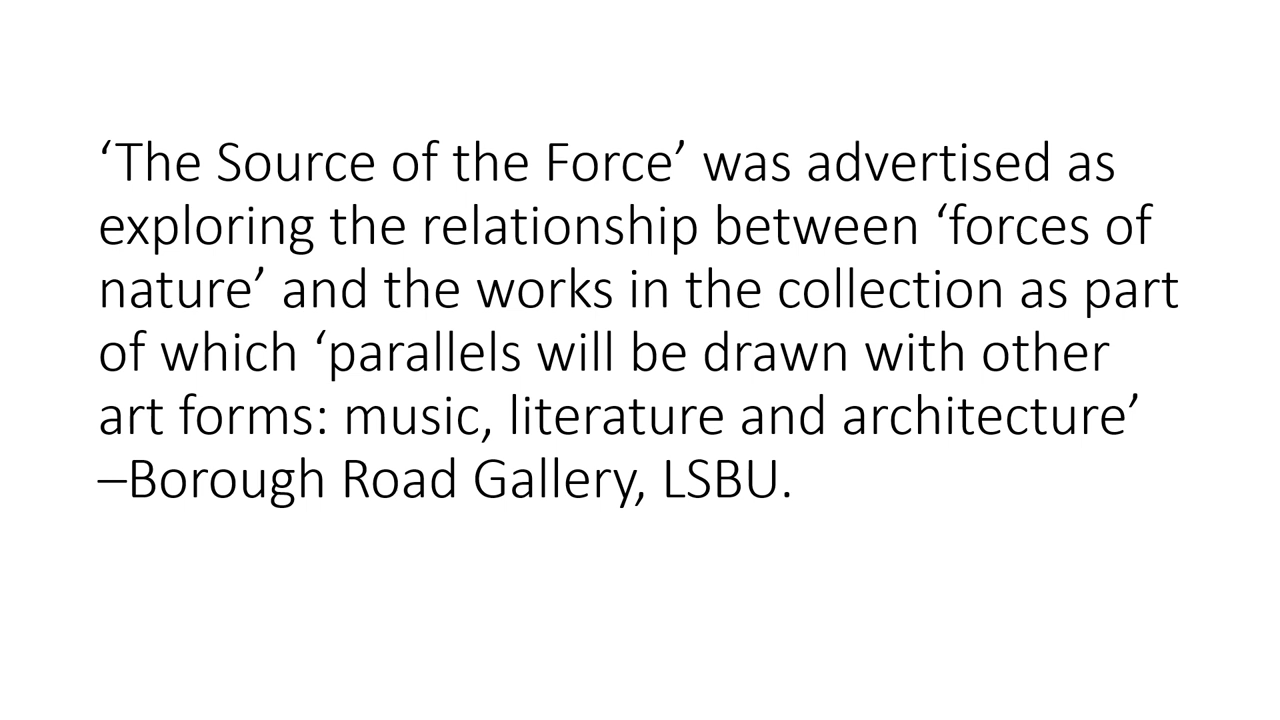 ‘The Source of the Force’ was advertised as
exploring the relationship between ‘forces of
nature’ and the works in the collection as part
of which ‘parallels will be drawn with other
art forms: music, literature and architecture’
–Borough Road Gallery, LSBU.